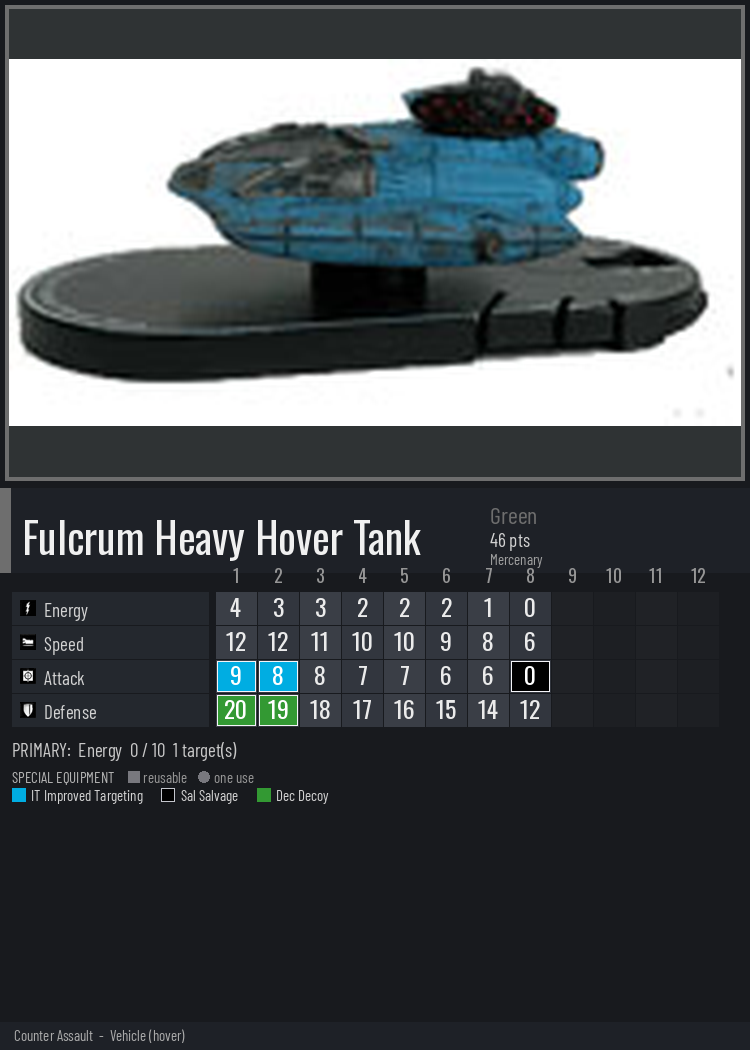 Fulcrum Heavy Hover Tank
Green
46 pts
Mercenary
1 2 3 4 5 6 7 8 9 10 11 12
Energy 4 3 3 2 2 2 1 0
Speed 12 12 11 10 10 9 8 6
Attack 9 8 8 7 7 6 6 0
Defense 20 19 18 17 16 15 14 12
PRIMARY: Energy 0 / 10 1 target(s)
SPECIAL EQUIPMENT reusable one use
IT Improved Targeting Sal Salvage Dec Decoy
Counter Assault - Vehicle (hover)